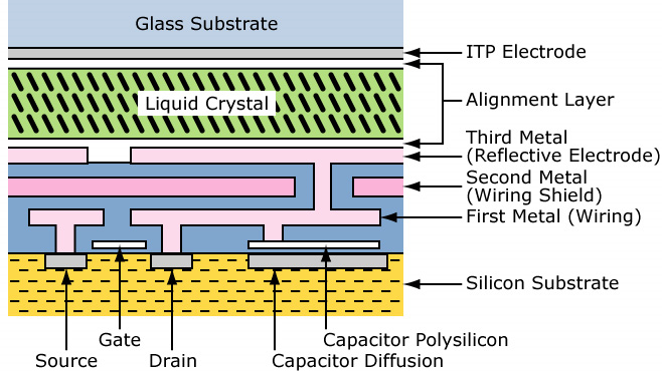 Glass Substrate
ITP Electrode
Liquid Crystal
Alignment Layer
Third Metal
(Reflective Electrode)
Second Metal
(Wiring Shield)
First Metal (Wiring)
Silicon Substrate
Gate
Capacitor Polysilicon
Source
Drain
Capacitor Diffusion